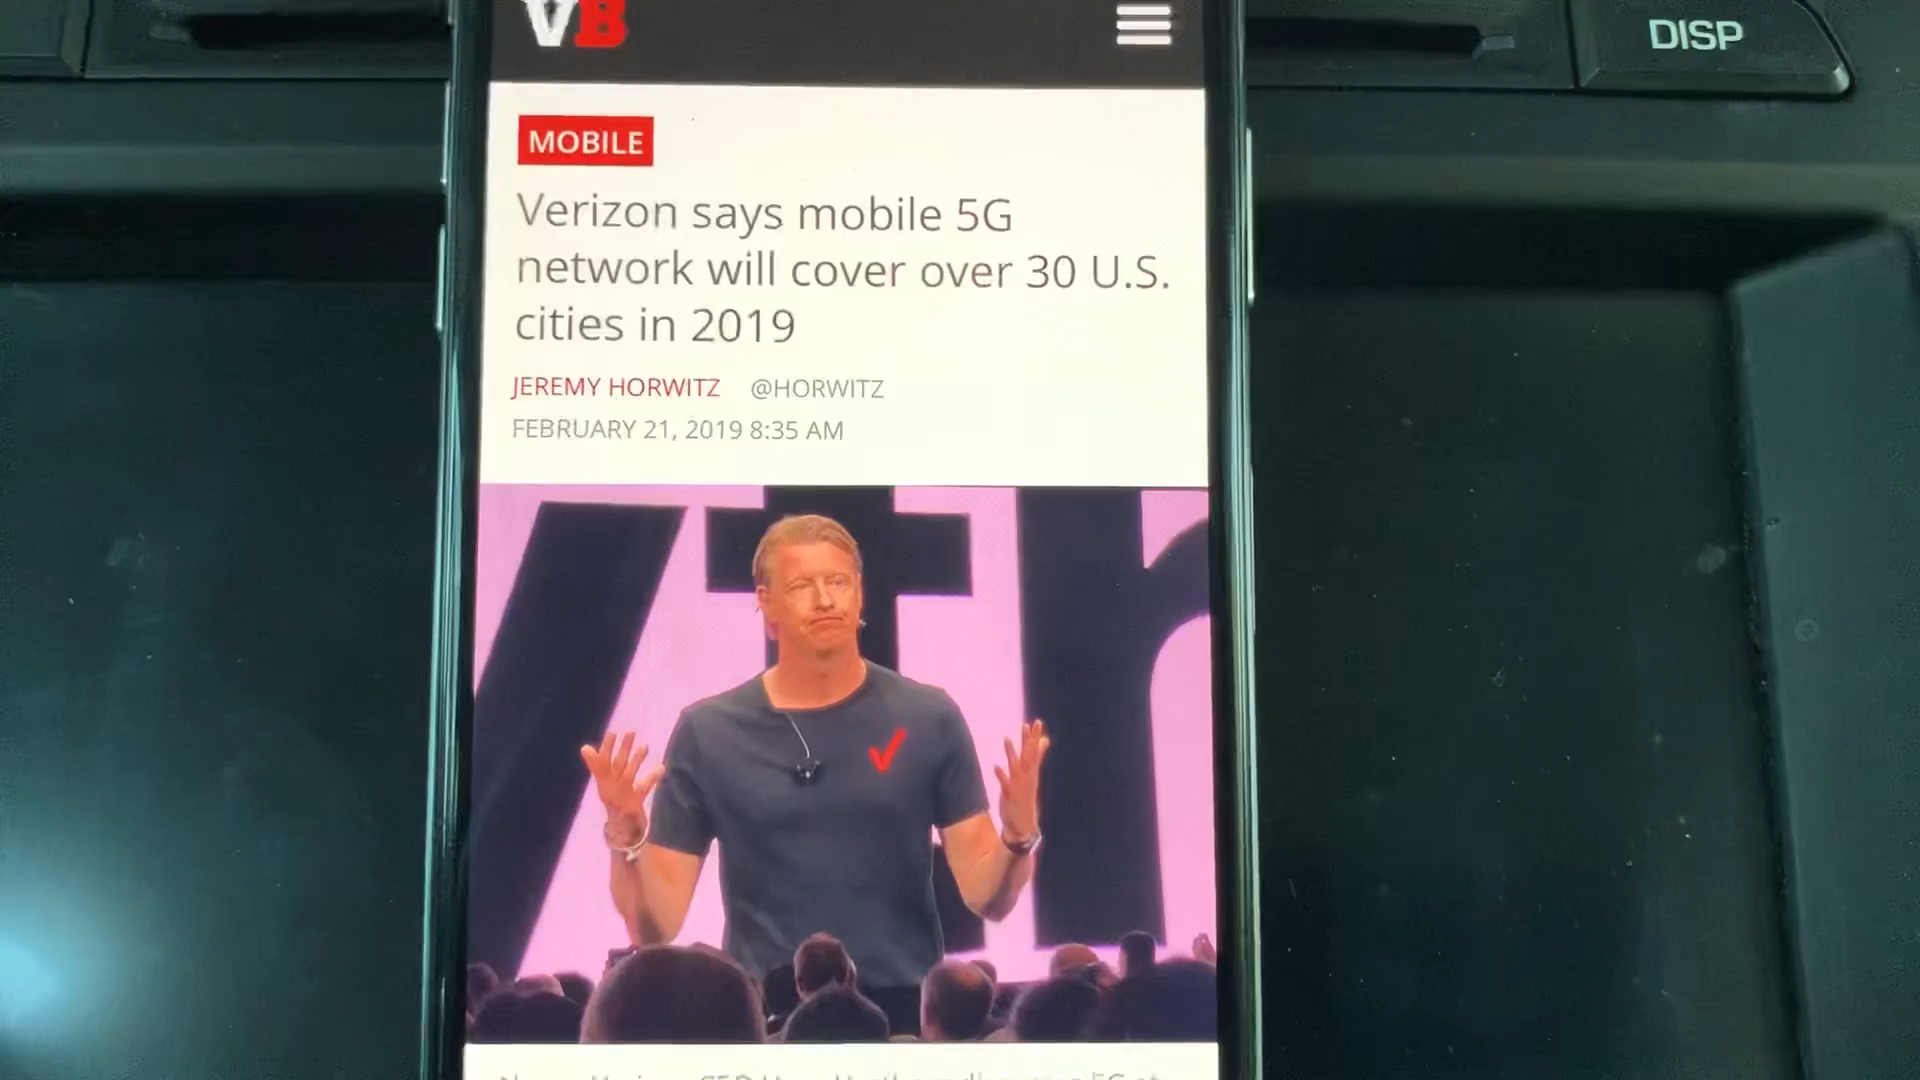 VB
DISP
MOBILE
Verizon says mobile 5G
network will cover over 30 U.S.
cities in 2019
JEREMY HORWITZ @HORWITZ
FEBRUARY 21, 2019 8:35 AM